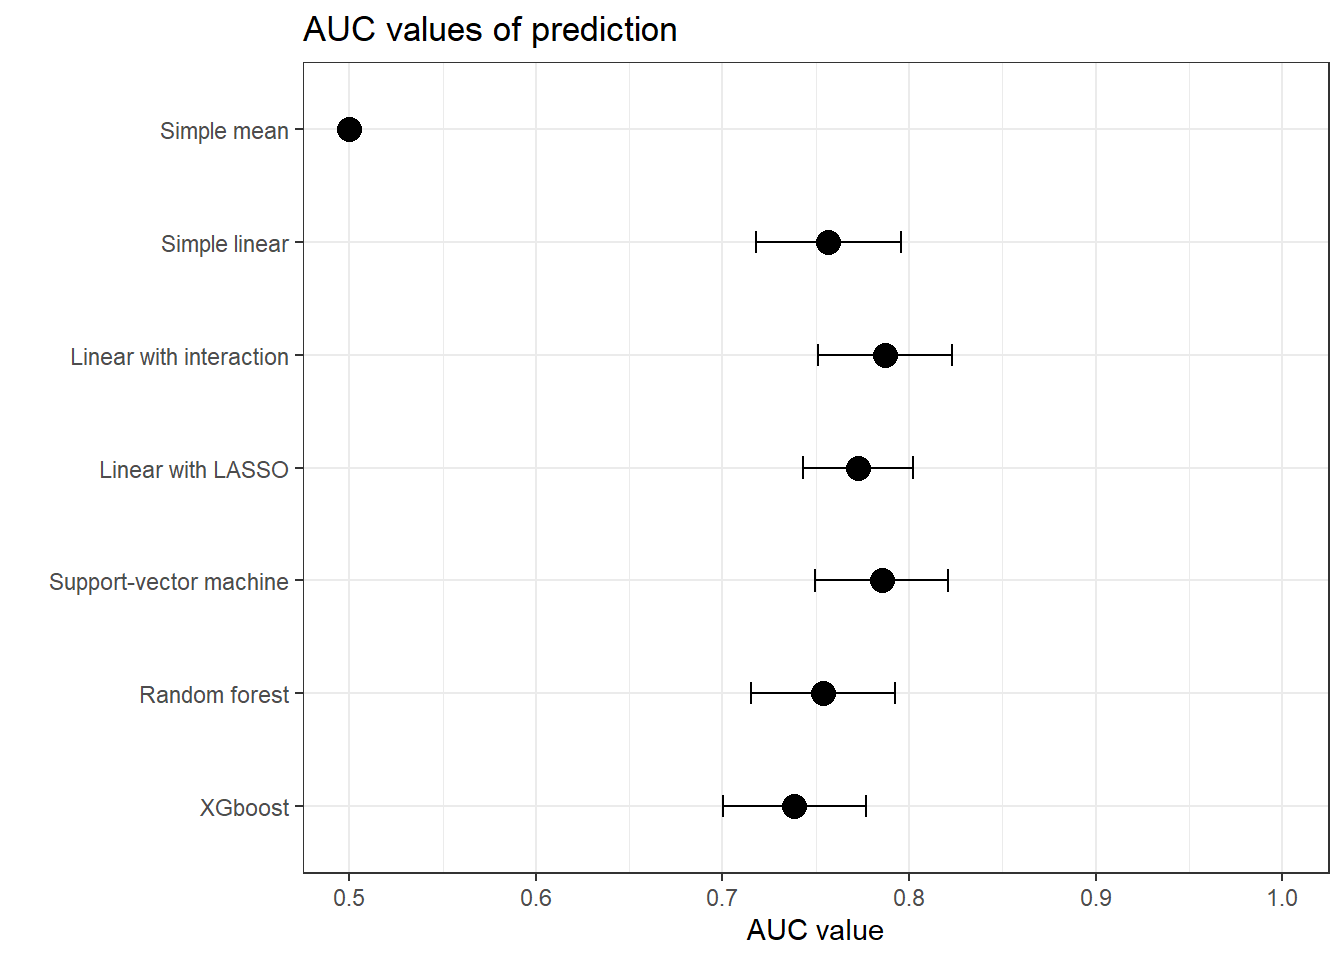 AUC values of prediction
Simple mean
Simple linear
Linear with interaction
Linear with LASSO
Support-vector machine
Random forest
XGboost
0.5 0.6 0.7 0.8 0.9 1.0
AUC value